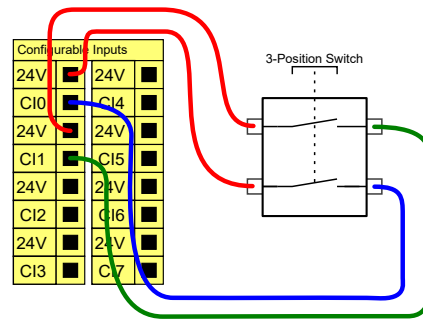 Configurable Inputs
3-Position Switch
24V 24V
CI0 CI4
24V 24V
CI1 CI5
24V 24V
CI2 CI6
24V 24V
CI3 CI7